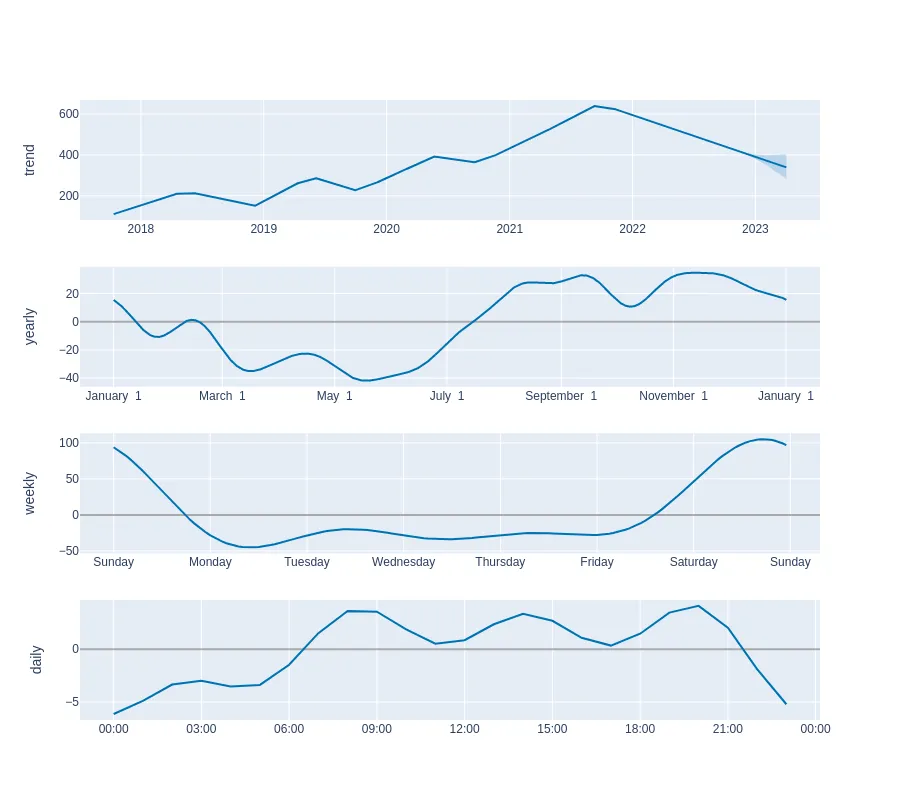 trend
600
400
200
2018 2019 2020 2021 2022 2023
yearly
20
0
−20
−40
January 1 March 1 May 1 July 1 September 1 November 1 January 1
weekly
100
50
0
−50
Sunday Monday Tuesday Wednesday Thursday Friday Saturday Sunday
daily
0
−5
00:00 03:00 06:00 09:00 12:00 15:00 18:00 21:00 00:00